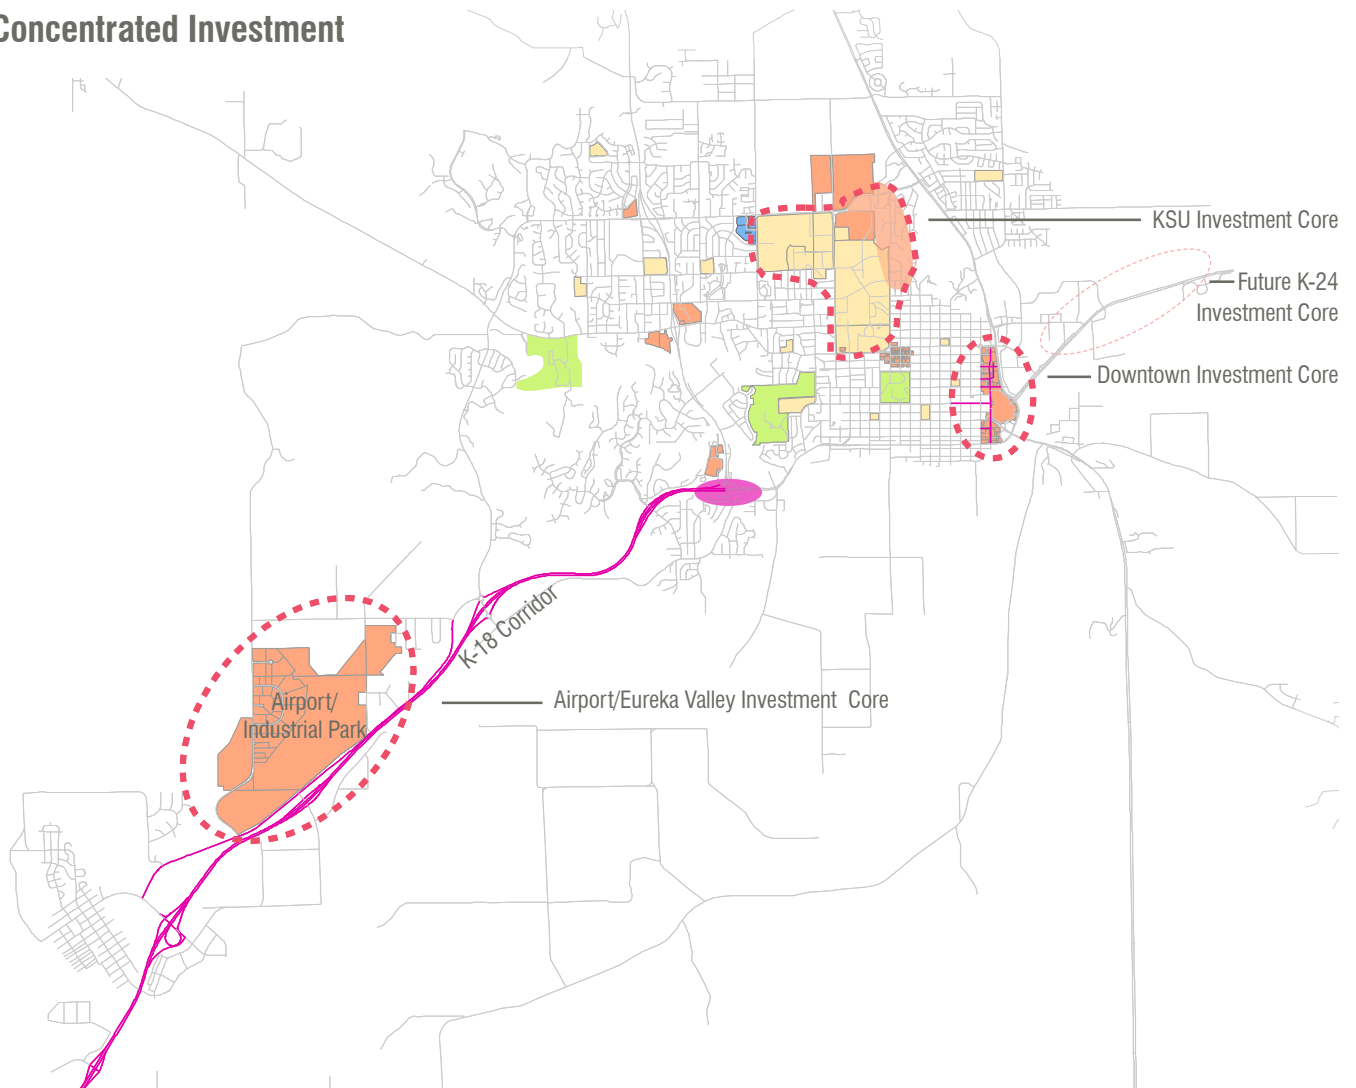 Concentrated Investment
KSU Investment Core
Future K-24
Investment Core
Downtown Investment Core
K-18 Corridor
Airport/
Industrial Park
Airport/Eureka Valley Investment Core